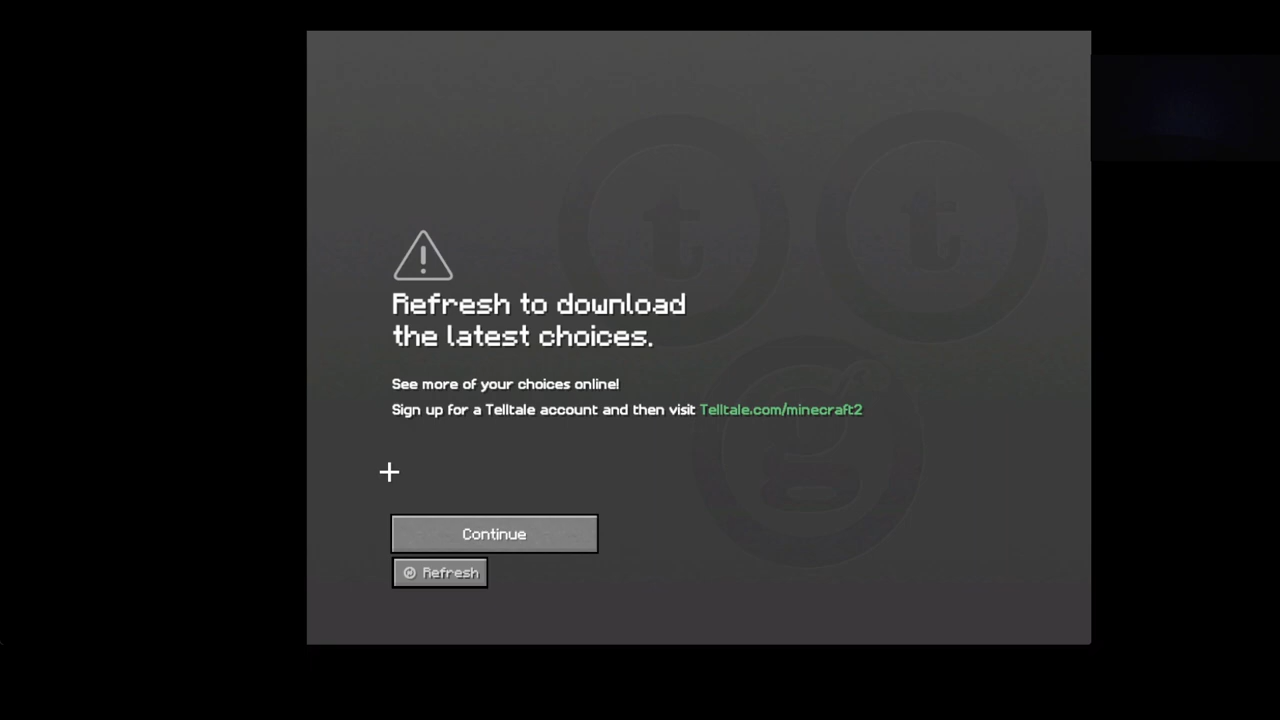 Refresh to download
the latest choices.
See more of your choices online!
Sign up for a Telltale account and then visit Telltale.com/minecraft2
Continue
Refresh